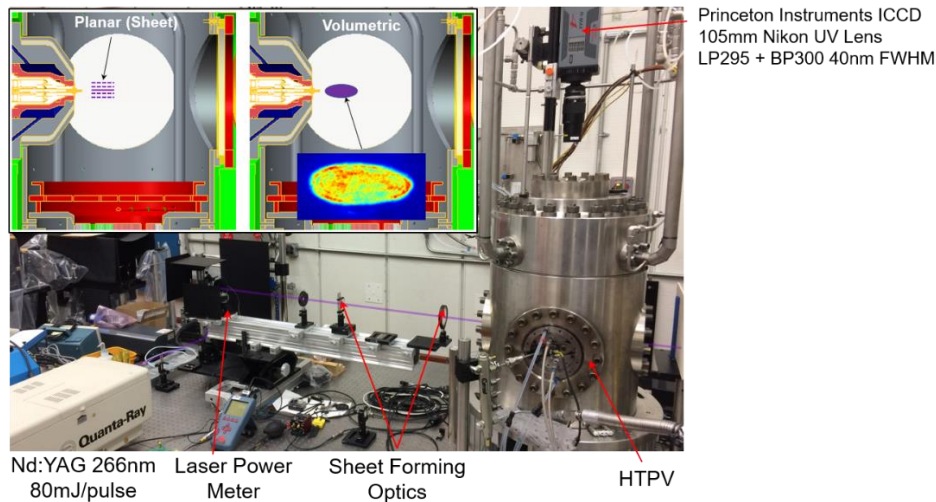 Planar (Sheet)
Volumetric
Princeton Instruments ICCD
105mm Nikon UV Lens
LP295 + BP300 40nm FWHM
Quanta-Ray
Nd:YAG 266nm
80mJ/pulse
Laser Power
Meter
Sheet Forming
Optics
HTPV